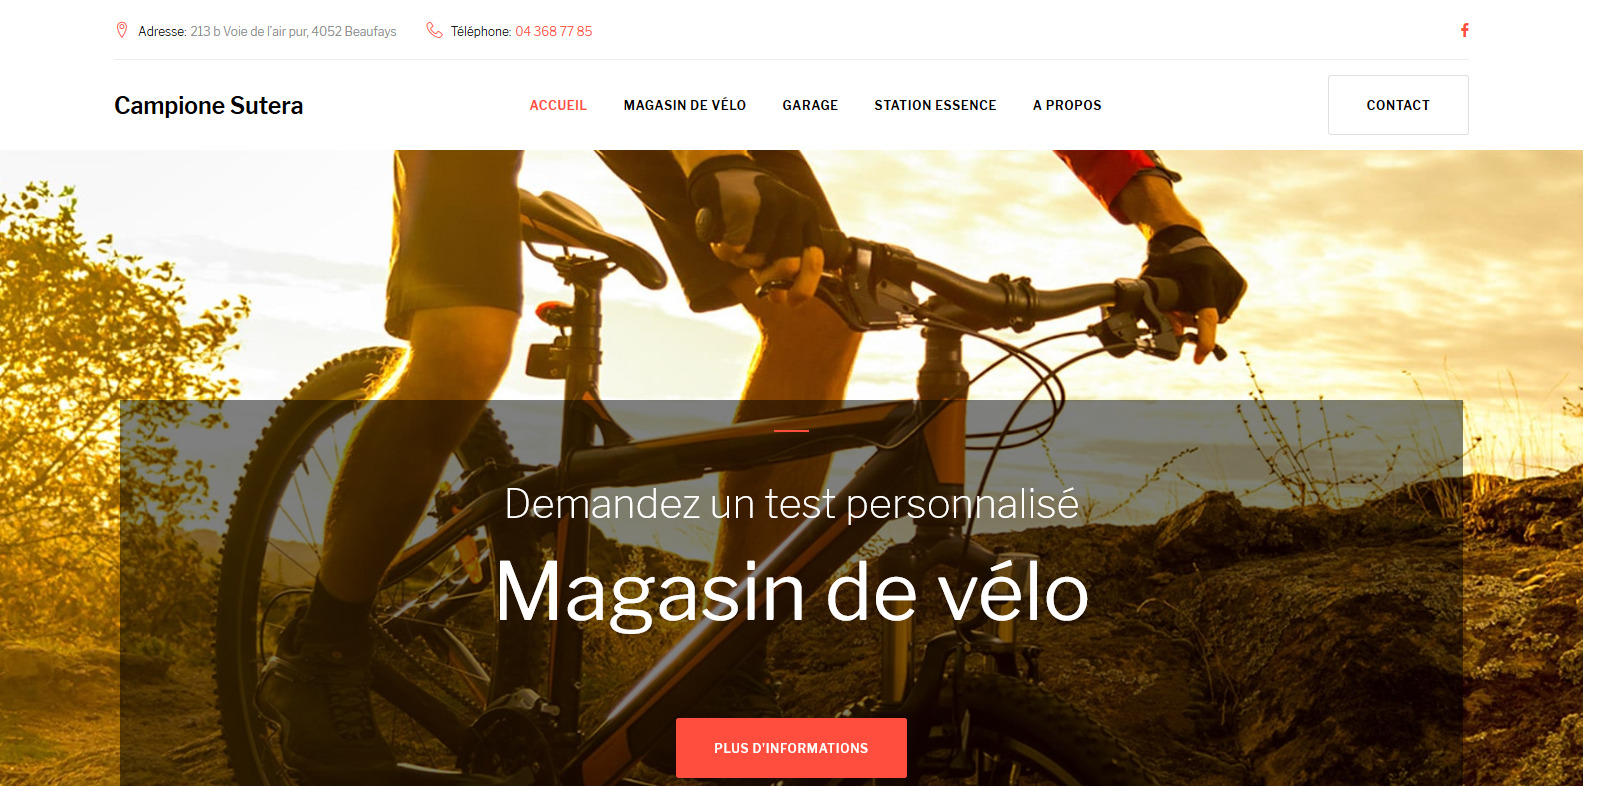 Adresse: 213 b Voie de l'air pur, 4052 Beaufays
Téléphone: 04 368 77 85
Campione Sutera
ACCUEIL
MAGASIN DE VÉLO
GARAGE
STATION ESSENCE
A PROPOS
CONTACT
Demandez un test personnalisé
Magasin de vélo
PLUS D'INFORMATIONS